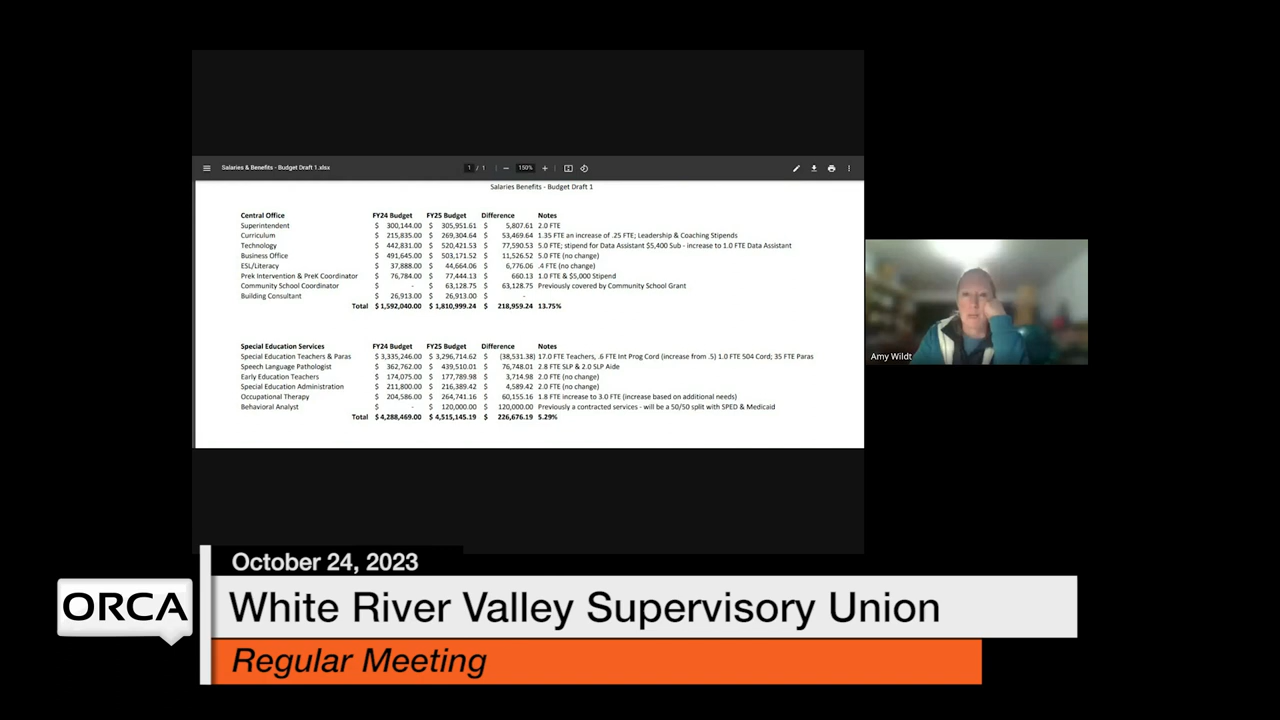 Salaries & Benefits - Budget Draft 1.xlsx 1 / 1 150%
Salaries Benefits - Budget Draft 1
Central Office FY24 Budget FY25 Budget Difference Notes
Superintendent $ 300,144.00 $ 305,951.61 $ 5,807.61 2.0 FTE
Curriculum $ 215,835.00 $ 269,304.64 $ 53,469.64 1.35 FTE an increase of .25 FTE; Leadership & Coaching Stipends
Technology $ 442,831.00 $ 520,421.53 $ 77,590.53 5.0 FTE; stipend for Data Assistant $5,400 Sub - increase to 1.0 FTE Data Assistant
Business Office $ 491,645.00 $ 503,171.52 $ 11,526.52 5.0 FTE (no change)
ESL/Literacy $ 37,888.00 $ 44,664.06 $ 6,776.06 .4 FTE (no change)
Prek Intervention & PreK Coordinator $ 76,784.00 $ 77,444.13 $ 660.13 1.0 FTE & $5,000 Stipend
Community School Coordinator $ - $ 63,128.75 $ 63,128.75 Previously covered by Community School Grant
Building Consultant $ 26,913.00 $ 26,913.00 $ -
Total $ 1,592,040.00 $ 1,810,999.24 $ 218,959.24 13.75%
Special Education Services FY24 Budget FY25 Budget Difference Notes
Special Education Teachers & Paras $ 3,335,246.00 $ 3,296,714.62 $ (38,531.38) 17.0 FTE Teachers, .6 FTE Int Prog Cord (increase from .5) 1.0 FTE 504 Cord; 35 FTE Paras
Speech Language Pathologist $ 362,762.00 $ 439,510.01 $ 76,748.01 2.8 FTE SLP & 2.0 SLP Aide
Early Education Teachers $ 174,075.00 $ 177,789.98 $ 3,714.98 2.0 FTE (no change)
Special Education Administration $ 211,800.00 $ 216,389.42 $ 4,589.42 2.0 FTE (no change)
Occupational Therapy $ 204,586.00 $ 264,741.16 $ 60,155.16 1.8 FTE increase to 3.0 FTE (increase based on additional needs)
Behavioral Analyst $ - $ 120,000.00 $ 120,000.00 Previously a contracted services - will be a 50/50 split with SPED & Medicaid
Total $ 4,288,469.00 $ 4,515,145.19 $ 226,676.19 5.29%
Amy Wildt
October 24, 2023
ORCA
White River Valley Supervisory Union
Regular Meeting